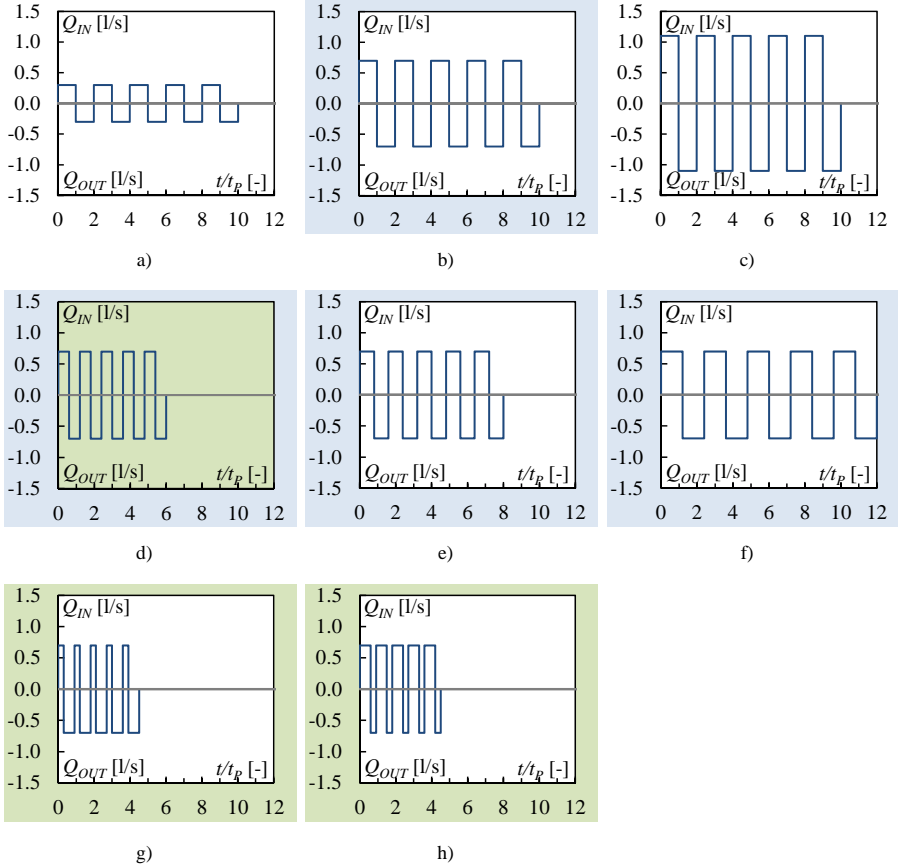 1.5 Q_IN [l/s] 1.5 Q_IN [l/s] 1.5 Q_IN [l/s]
1.0 1.0 1.0
0.5 0.5 0.5
0.0 0.0 0.0
-0.5 -0.5 -0.5
-1.0 -1.0 -1.0
Q_OUT [l/s] t/t_P [-] Q_OUT [l/s] t/t_P [-] Q_OUT [l/s] t/t_P [-]
-1.5 -1.5 -1.5
0 2 4 6 8 10 12 0 2 4 6 8 10 12 0 2 4 6 8 10 12
a) b) c)
1.5 Q_IN [l/s] 1.5 Q_IN [l/s] 1.5 Q_IN [l/s]
1.0 1.0 1.0
0.5 0.5 0.5
0.0 0.0 0.0
-0.5 -0.5 -0.5
-1.0 -1.0 -1.0
Q_OUT [l/s] t/t_P [-] Q_OUT [l/s] t/t_P [-] Q_OUT [l/s] t/t_P [-]
-1.5 -1.5 -1.5
0 2 4 6 8 10 12 0 2 4 6 8 10 12 0 2 4 6 8 10 12
d) e) f)
1.5 Q_IN [l/s] 1.5 Q_IN [l/s]
1.0 1.0
0.5 0.5
0.0 0.0
-0.5 -0.5
-1.0 -1.0
Q_OUT [l/s] t/t_P [-] Q_OUT [l/s] t/t_P [-]
-1.5 -1.5
0 2 4 6 8 10 12 0 2 4 6 8 10 12
g) h)